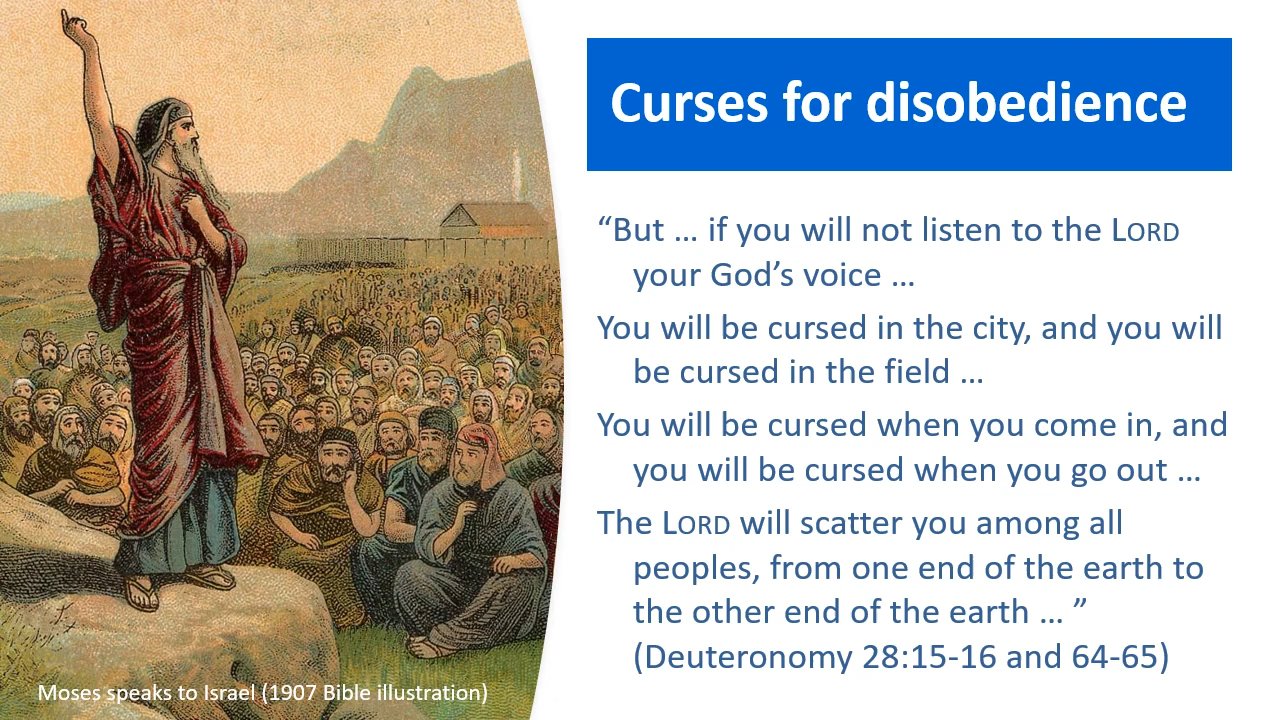 Curses for disobedience
“But … if you will not listen to the LORD
your God’s voice …
You will be cursed in the city, and you will
be cursed in the field …
You will be cursed when you come in, and
you will be cursed when you go out …
The LORD will scatter you among all
peoples, from one end of the earth to
the other end of the earth … ”
(Deuteronomy 28:15-16 and 64-65)
Moses speaks to Israel (1907 Bible illustration)